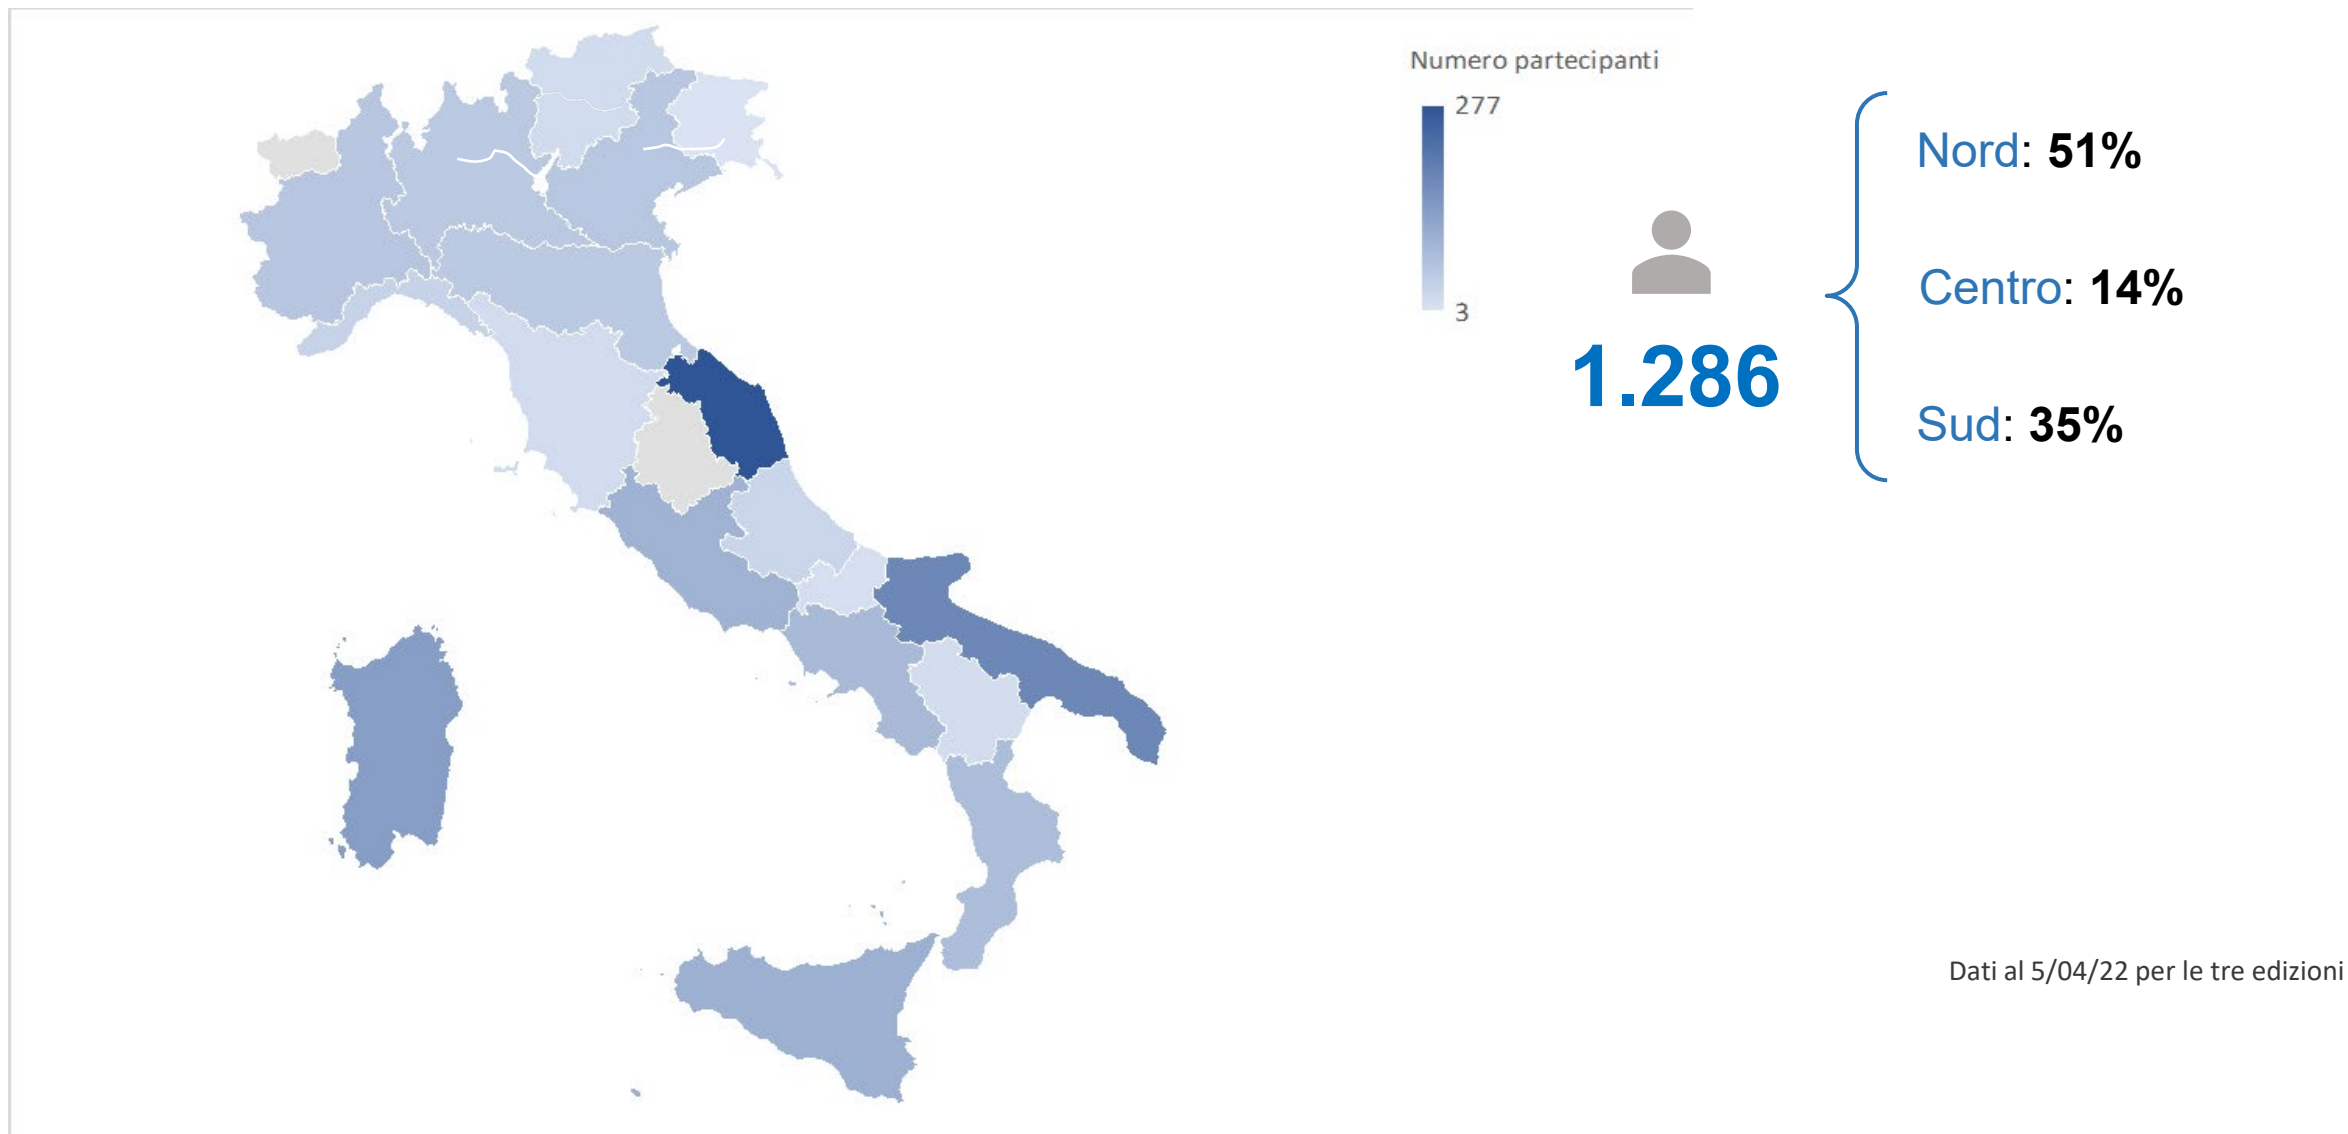 Numero partecipanti
277
3
1.286
Nord: 51%
Centro: 14%
Sud: 35%
Dati al 5/04/22 per le tre edizioni